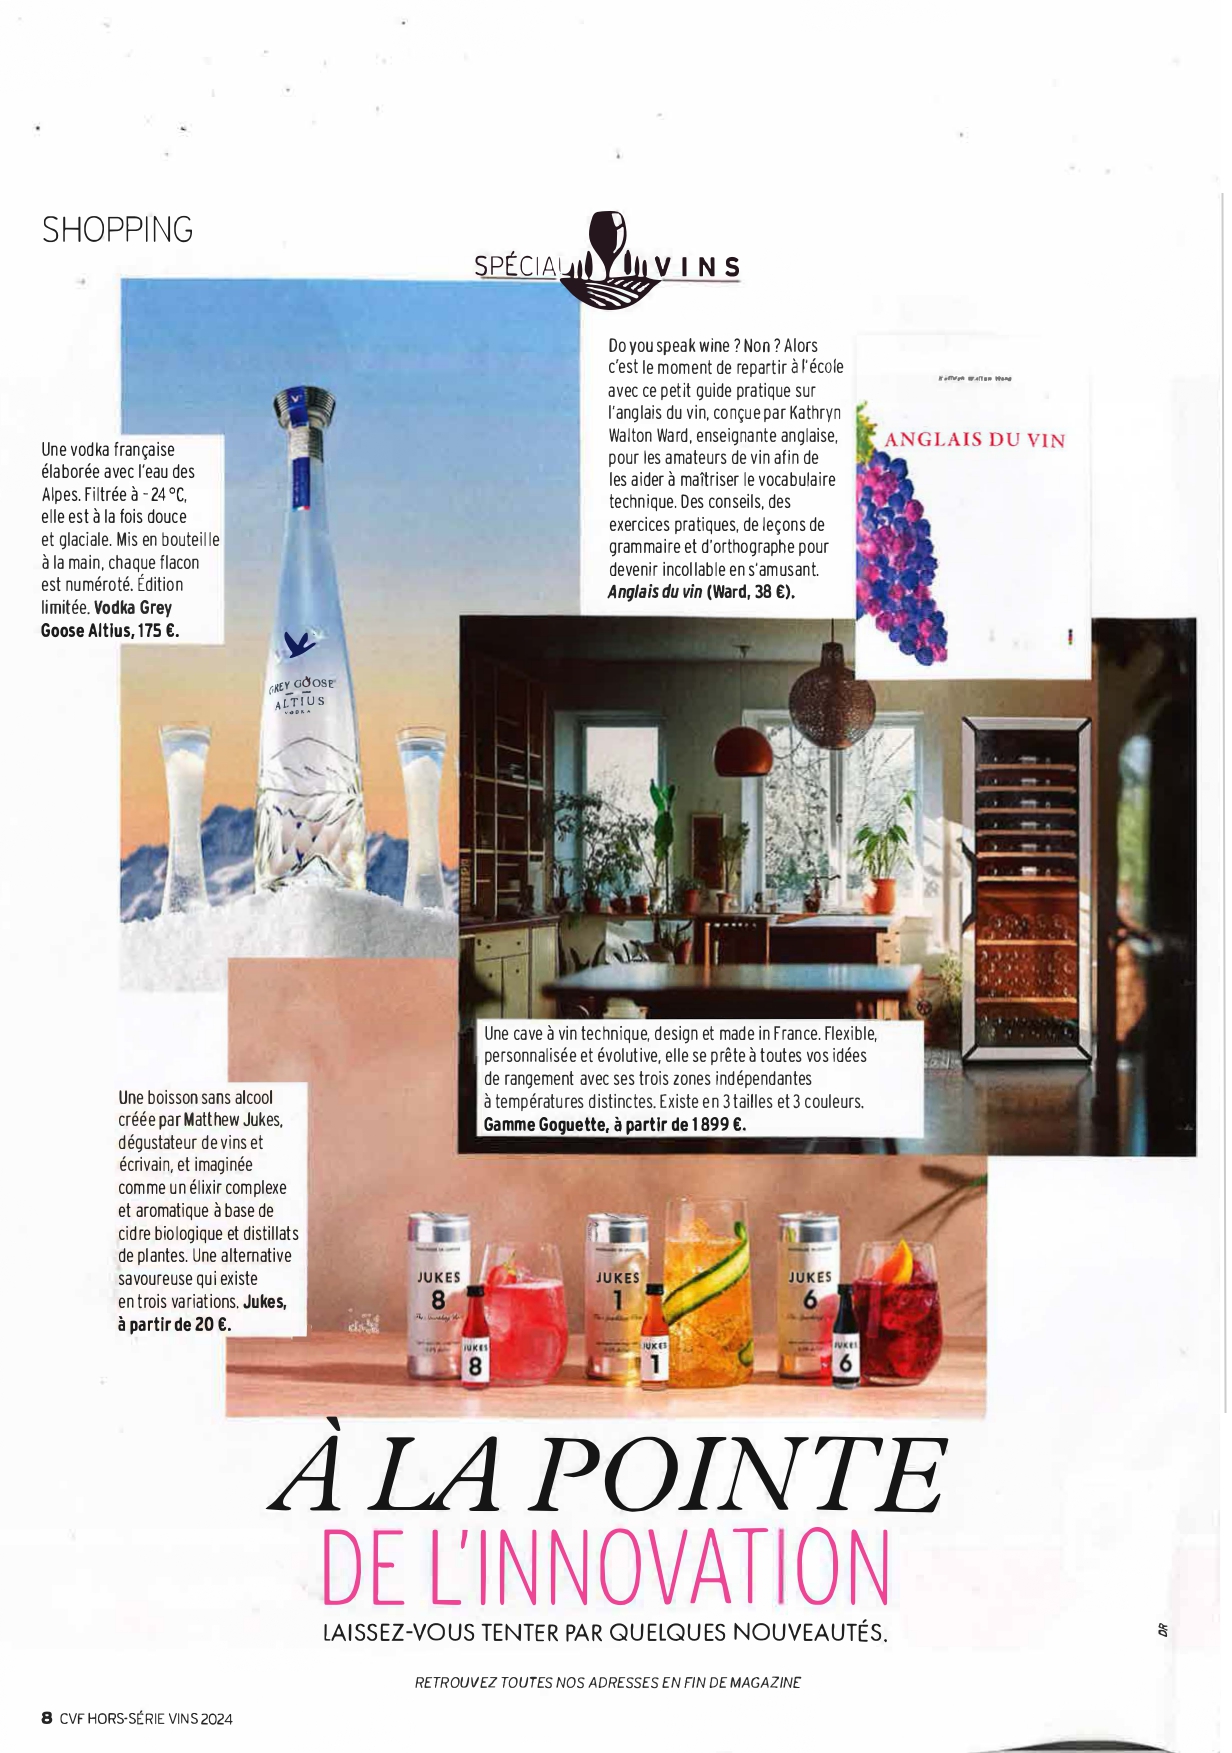 SHOPPING
SPÉCIAL VINS
Une vodka française
élaborée avec l'eau des
Alpes. Filtrée à - 24 °C,
elle est à la fois douce
et glaciale. Mis en bouteille
à la main, chaque flacon
est numéroté. Édition
limitée. Vodka Grey
Goose Altius, 175 €.
GREY GOOSE
ALTIUS
VODKA
Do you speak wine ? Non ? Alors
c'est le moment de repartir à l'école
avec ce petit guide pratique sur
l'anglais du vin, conçue par Kathryn
Walton Ward, enseignante anglaise,
pour les amateurs de vin afin de
les aider à maîtriser le vocabulaire
technique. Des conseils, des
exercices pratiques, de leçons de
grammaire et d'orthographe pour
devenir incollable en s'amusant.
Anglais du vin (Ward, 38 €).
Kathryn Walton Ward
ANGLAIS DU VIN
Une cave à vin technique, design et made in France. Flexible,
personnalisée et évolutive, elle se prête à toutes vos idées
de rangement avec ses trois zones indépendantes
à températures distinctes. Existe en 3 tailles et 3 couleurs.
Gamme Goguette, à partir de 1 899 €.
Une boisson sans alcool
créée par Matthew Jukes,
dégustateur de vins et
écrivain, et imaginée
comme un élixir complexe
et aromatique à base de
cidre biologique et distillats
de plantes. Une alternative
savoureuse qui existe
en trois variations. Jukes,
à partir de 20 €.
JUKES
8
JUKES
8
JUKES
1
JUKES
1
JUKES
6
JUKES
6
À LA POINTE
DE L'INNOVATION
LAISSEZ-VOUS TENTER PAR QUELQUES NOUVEAUTÉS.
RETROUVEZ TOUTES NOS ADRESSES EN FIN DE MAGAZINE
DR
8 CVF HORS-SÉRIE VINS 2024